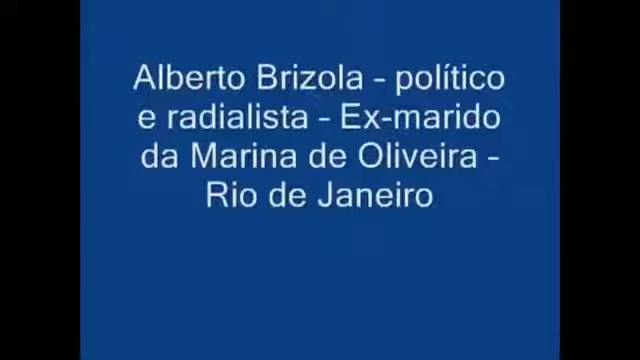 Alberto Brizola – político
e radialista – Ex-marido
da Marina de Oliveira –
Rio de Janeiro